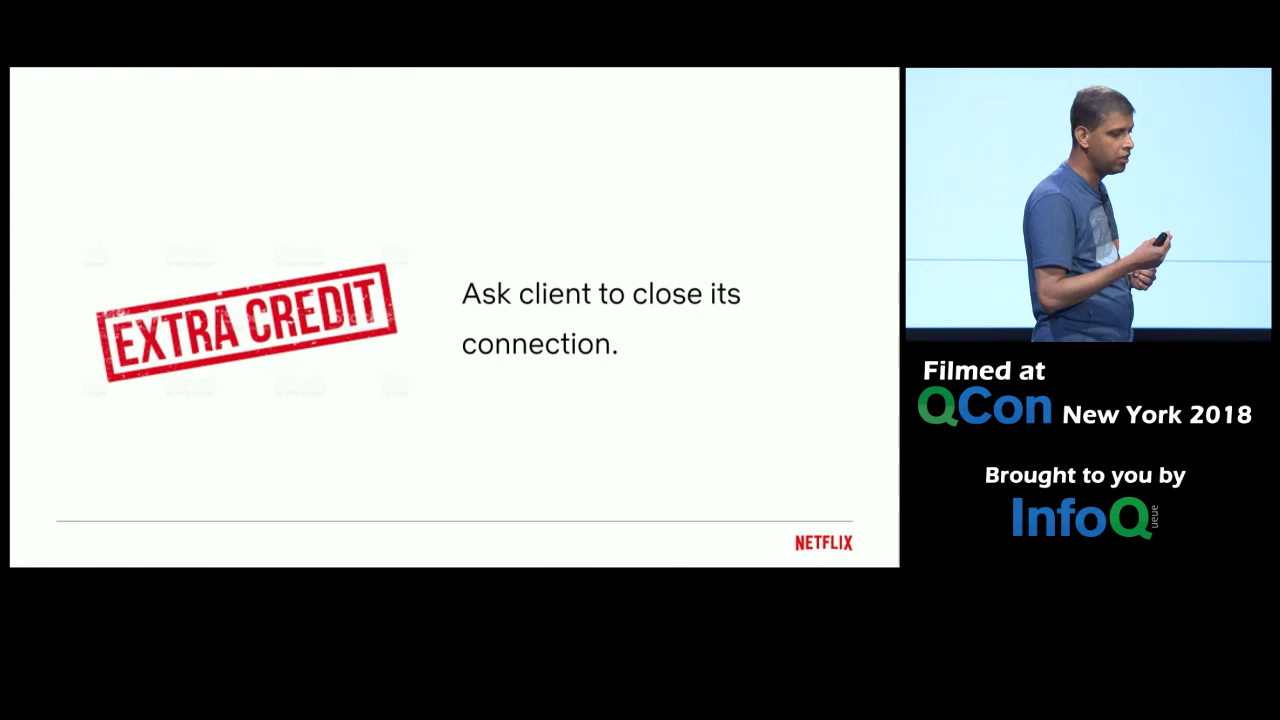 EXTRA CREDIT
Ask client to close its
connection.
NETFLIX
Filmed at
QCon New York 2018
Brought to you by
InfoQ
ueue